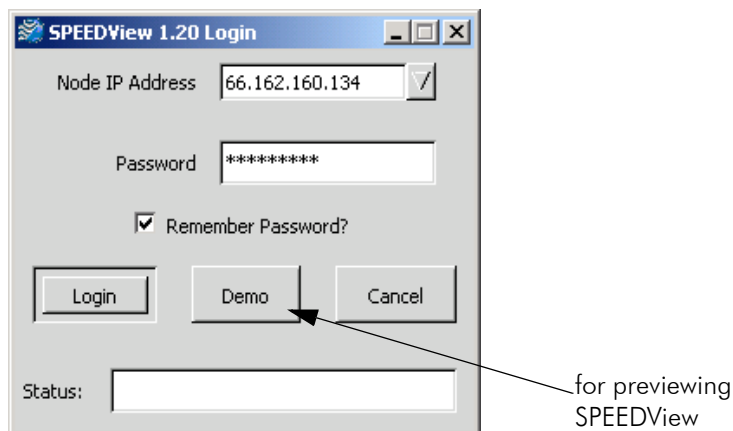 SPEEDView 1.20 Login
Node IP Address 66.162.160.134
Password *********
Remember Password?
Login Demo Cancel
Status:
for previewing
SPEEDView